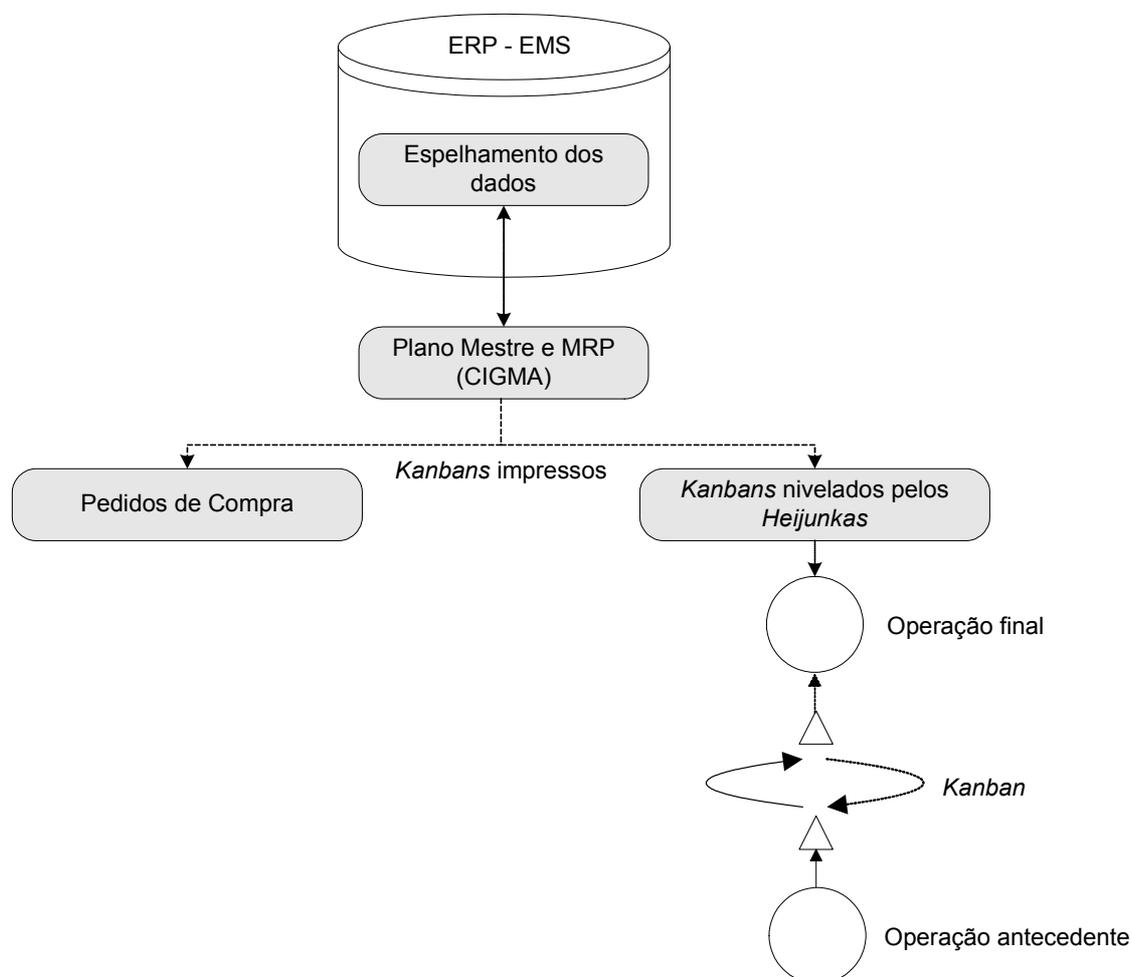 ERP - EMS
Espelhamento dos
dados
Plano Mestre e MRP
(CIGMA)
Kanbans impressos
Pedidos de Compra
Kanbans nivelados pelos
Heijunkas
Operação final
Kanban
Operação antecedente